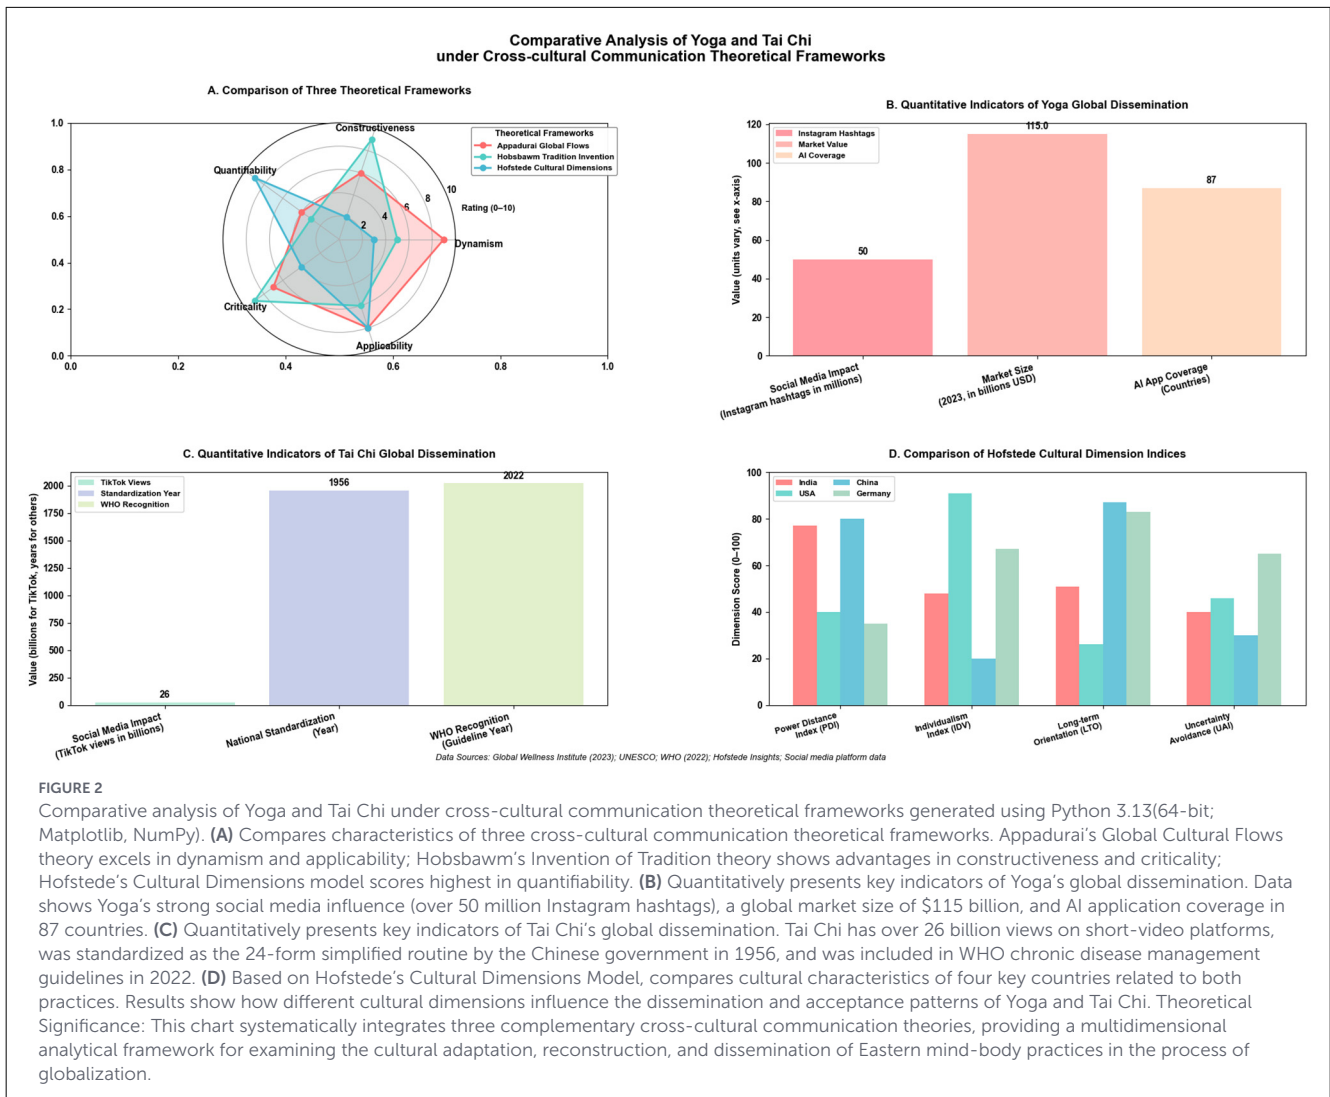 Comparative Analysis of Yoga and Tai Chi
under Cross-cultural Communication Theoretical Frameworks
A. Comparison of Three Theoretical Frameworks
1.0
0.8
0.6
0.4
0.2
0.0
0.0
0.2
0.4
0.6
0.8
1.0
Constructiveness
Quantifiability
Criticality
Applicability
Dynamism
2
4
6
8
10
Rating (0–10)
Theoretical Frameworks
Appadurai Global Flows
Hobsbawm Tradition Invention
Hofstede Cultural Dimensions
B. Quantitative Indicators of Yoga Global Dissemination
Value (units vary, see x-axis)
120
100
80
60
40
20
0
Instagram Hashtags
Market Value
AI Coverage
50
115.0
87
Social Media Impact
(Instagram hashtags in millions)
Market Size
(2023, in billions USD)
AI App Coverage
(Countries)
C. Quantitative Indicators of Tai Chi Global Dissemination
Value (billions for TikTok, years for others)
2000
1750
1500
1250
1000
750
500
250
0
TikTok Views
Standardization Year
WHO Recognition
26
1956
2022
Social Media Impact
(TikTok views in billions)
National Standardization
(Year)
WHO Recognition
(Guideline Year)
D. Comparison of Hofstede Cultural Dimension Indices
Dimension Score (0–100)
100
80
60
40
20
0
India
USA
China
Germany
Power Distance
Index (PDI)
Individualism
Index (IDV)
Long-term
Orientation (LTO)
Uncertainty
Avoidance (UAI)
Data Sources: Global Wellness Institute (2023); UNESCO; WHO (2022); Hofstede Insights; Social media platform data
FIGURE 2
Comparative analysis of Yoga and Tai Chi under cross-cultural communication theoretical frameworks generated using Python 3.13(64-bit;
Matplotlib, NumPy). (A) Compares characteristics of three cross-cultural communication theoretical frameworks. Appadurai's Global Cultural Flows
theory excels in dynamism and applicability; Hobsbawm's Invention of Tradition theory shows advantages in constructiveness and criticality;
Hofstede's Cultural Dimensions model scores highest in quantifiability. (B) Quantitatively presents key indicators of Yoga's global dissemination. Data
shows Yoga's strong social media influence (over 50 million Instagram hashtags), a global market size of $115 billion, and AI application coverage in
87 countries. (C) Quantitatively presents key indicators of Tai Chi's global dissemination. Tai Chi has over 26 billion views on short-video platforms,
was standardized as the 24-form simplified routine by the Chinese government in 1956, and was included in WHO chronic disease management
guidelines in 2022. (D) Based on Hofstede's Cultural Dimensions Model, compares cultural characteristics of four key countries related to both
practices. Results show how different cultural dimensions influence the dissemination and acceptance patterns of Yoga and Tai Chi. Theoretical
Significance: This chart systematically integrates three complementary cross-cultural communication theories, providing a multidimensional
analytical framework for examining the cultural adaptation, reconstruction, and dissemination of Eastern mind-body practices in the process of
globalization.